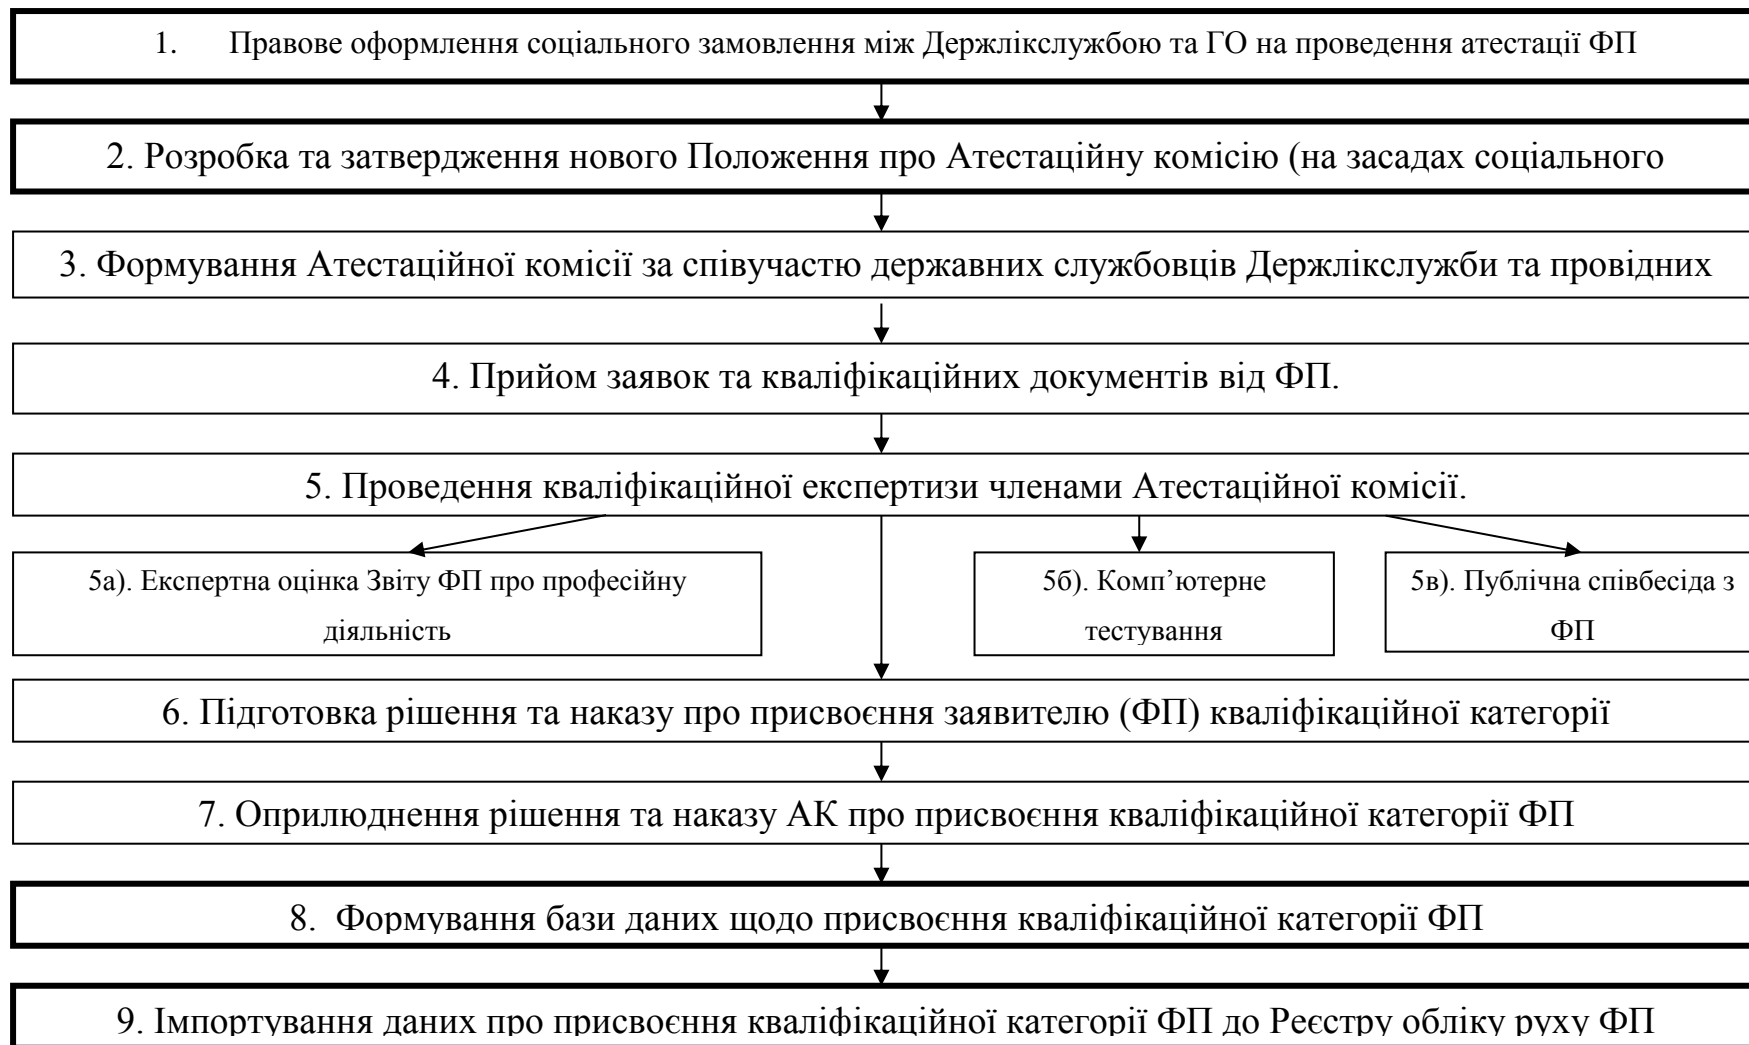 1. Правове оформлення соціального замовлення між Держлікслужбою та ГО на проведення атестації ФП
2. Розробка та затвердження нового Положення про Атестаційну комісію (на засадах соціального
3. Формування Атестаційної комісії за співучастю державних службовців Держлікслужби та провідних
4. Прийом заявок та кваліфікаційних документів від ФП.
5. Проведення кваліфікаційної експертизи членами Атестаційної комісії.
5а). Експертна оцінка Звіту ФП про професійну
діяльність
5б). Комп’ютерне
тестування
5в). Публічна співбесіда з
ФП
6. Підготовка рішення та наказу про присвоєння заявителю (ФП) кваліфікаційної категорії
7. Оприлюднення рішення та наказу АК про присвоєння кваліфікаційної категорії ФП
8. Формування бази даних щодо присвоєння кваліфікаційної категорії ФП
9. Імпортування даних про присвоєння кваліфікаційної категорії ФП до Реєстру обліку руху ФП